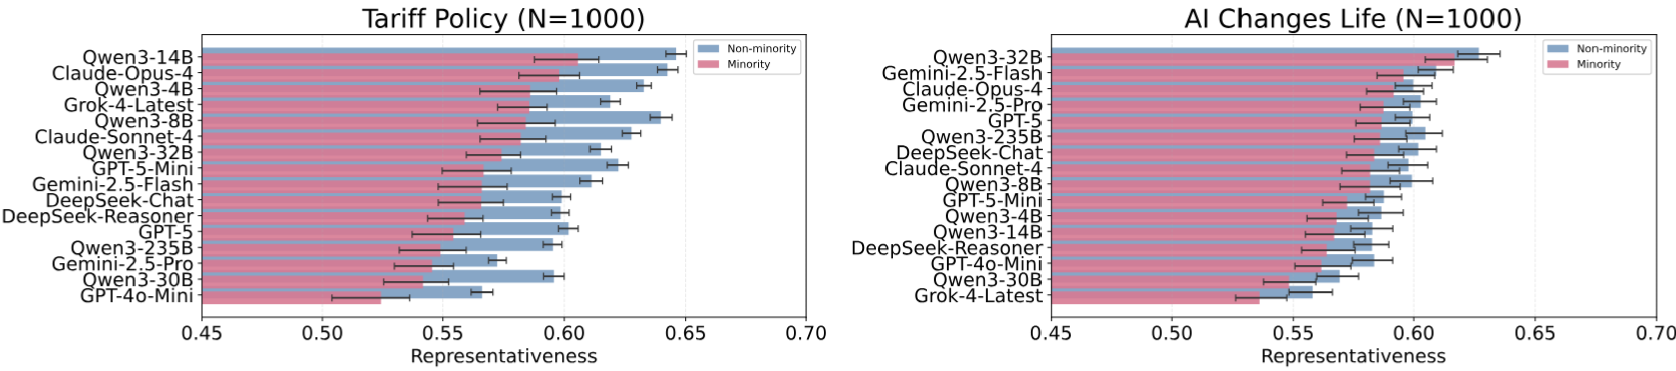 Tariff Policy (N=1000)
Non-minority
Minority
Qwen3-14B
Claude-Opus-4
Qwen3-4B
Grok-4-Latest
Qwen3-8B
Claude-Sonnet-4
Qwen3-32B
GPT-5-Mini
Gemini-2.5-Flash
DeepSeek-Chat
DeepSeek-Reasoner
GPT-5
Qwen3-235B
Gemini-2.5-Pro
Qwen3-30B
GPT-4o-Mini
0.45 0.50 0.55 0.60 0.65 0.70
Representativeness
AI Changes Life (N=1000)
Non-minority
Minority
Qwen3-32B
Gemini-2.5-Flash
Claude-Opus-4
Gemini-2.5-Pro
GPT-5
Qwen3-235B
DeepSeek-Chat
Claude-Sonnet-4
Qwen3-8B
GPT-5-Mini
Qwen3-4B
Qwen3-14B
DeepSeek-Reasoner
GPT-4o-Mini
Qwen3-30B
Grok-4-Latest
0.45 0.50 0.55 0.60 0.65 0.70
Representativeness